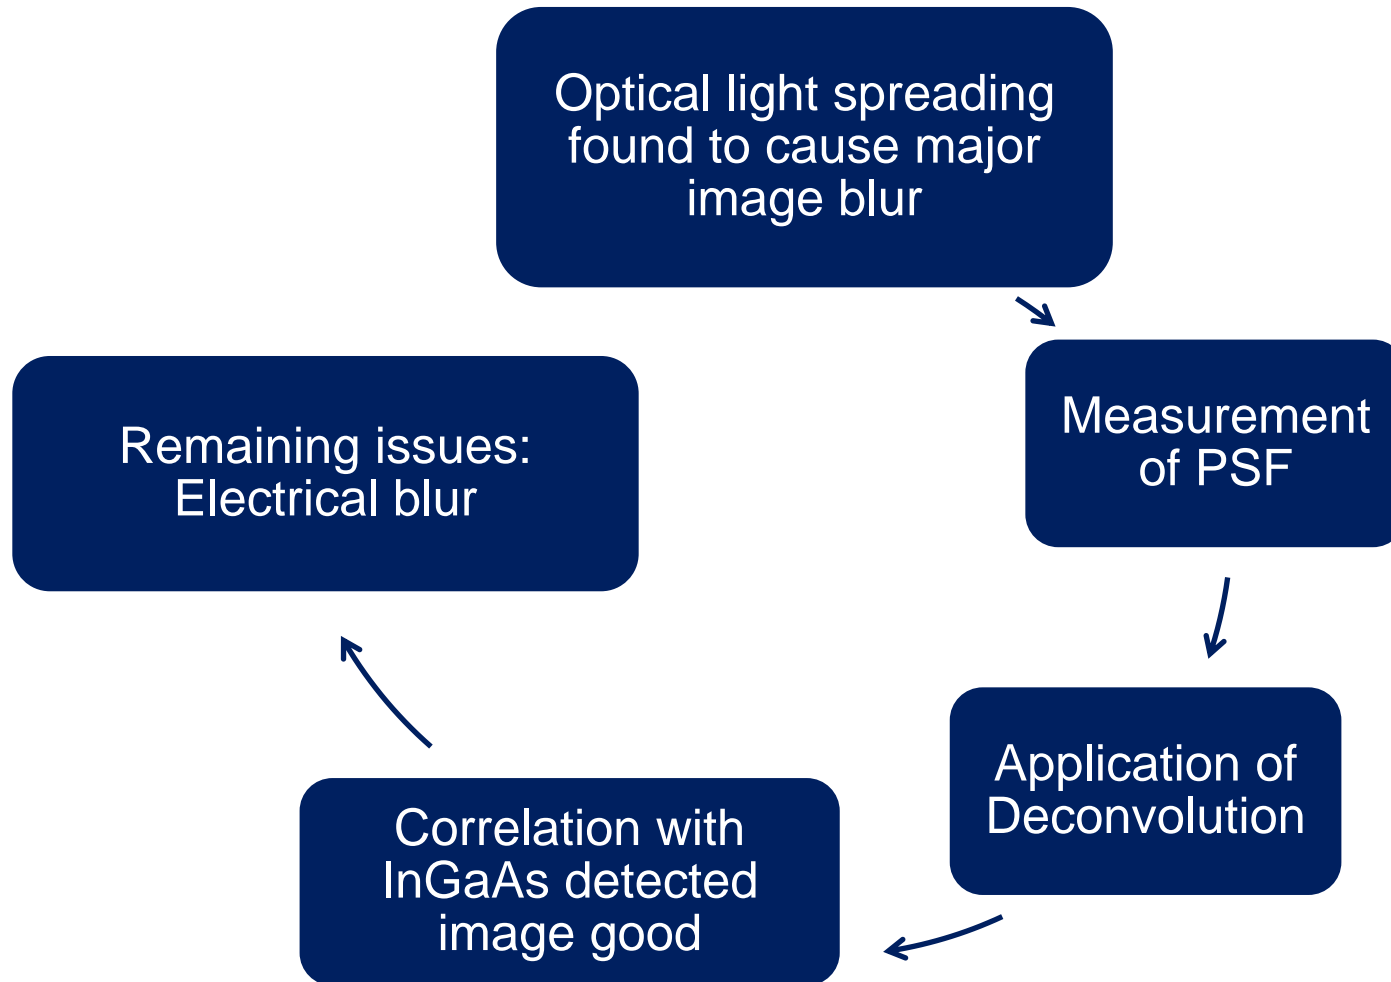 Optical light spreading
found to cause major
image blur
Measurement
of PSF
Application of
Deconvolution
Correlation with
InGaAs detected
image good
Remaining issues:
Electrical blur